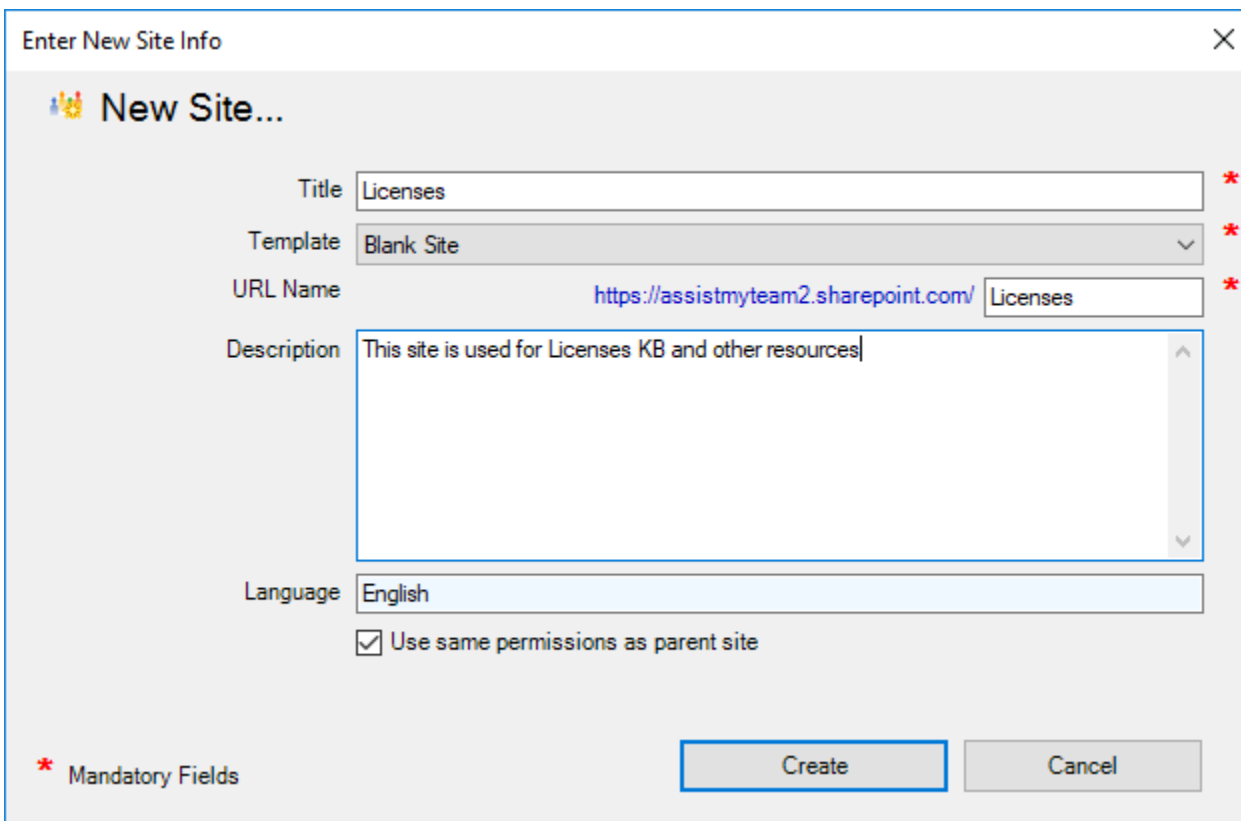 Enter New Site Info
New Site...
Title Licenses *
Template Blank Site *
URL Name https://assistmyteam2.sharepoint.com/ Licenses *
Description This site is used for Licenses KB and other resources
Language English
Use same permissions as parent site
* Mandatory Fields Create Cancel